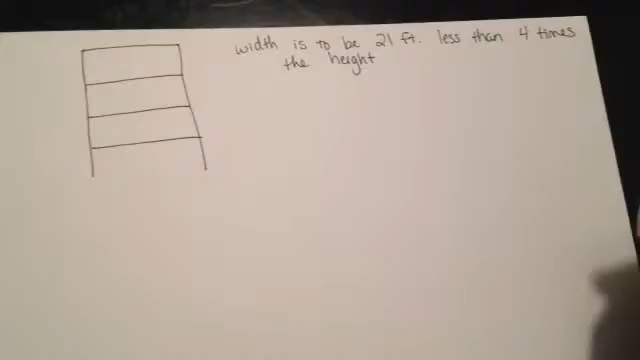 width is to be 21 ft. less than 4 times
the height